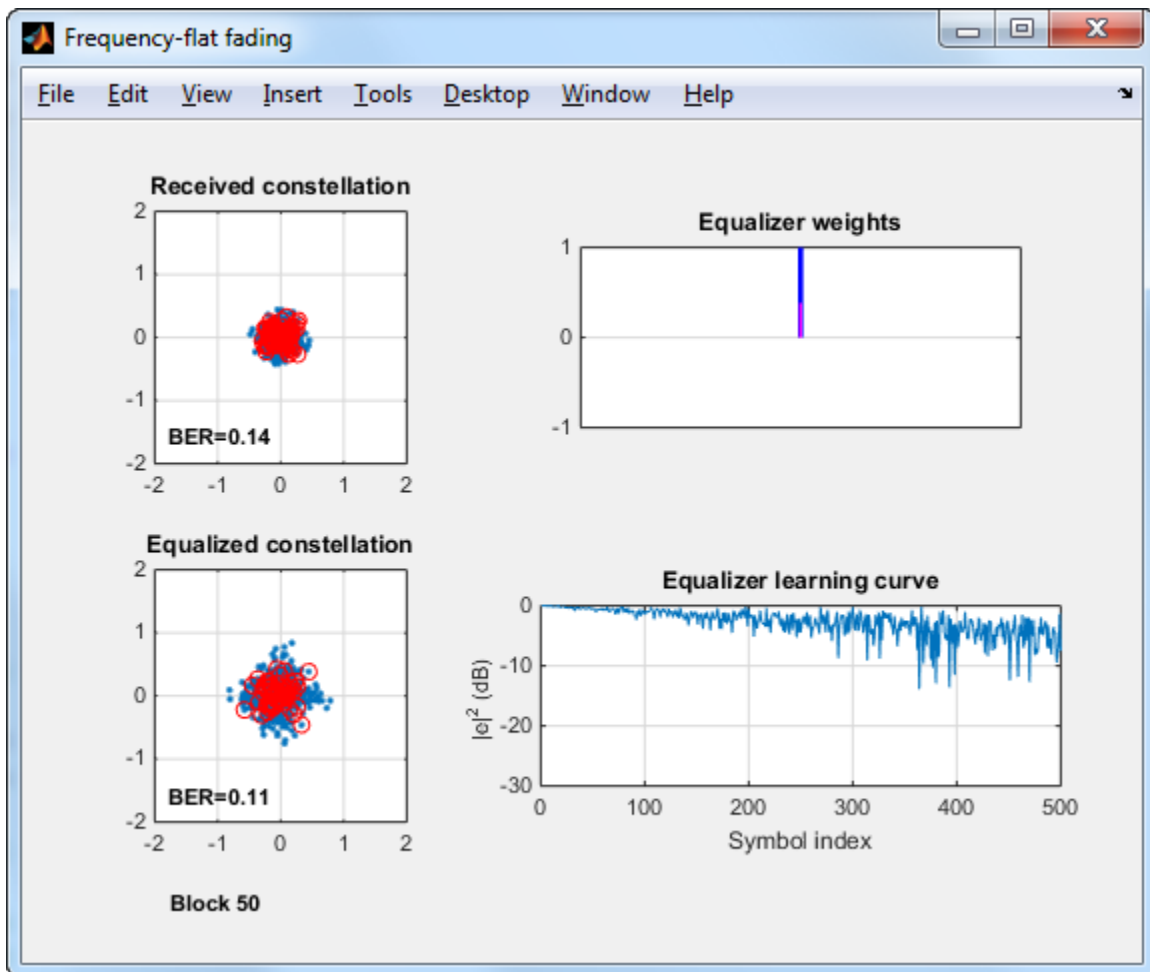 Frequency-flat fading
File Edit View Insert Tools Desktop Window Help
Received constellation
2
1
0
-1
-2
BER=0.14
-2 -1 0 1 2
Equalizer weights
1
0
-1
Equalized constellation
2
1
0
-1
-2
BER=0.11
-2 -1 0 1 2
Equalizer learning curve
|e|² (dB)
0
-10
-20
-30
0 100 200 300 400 500
Symbol index
Block 50